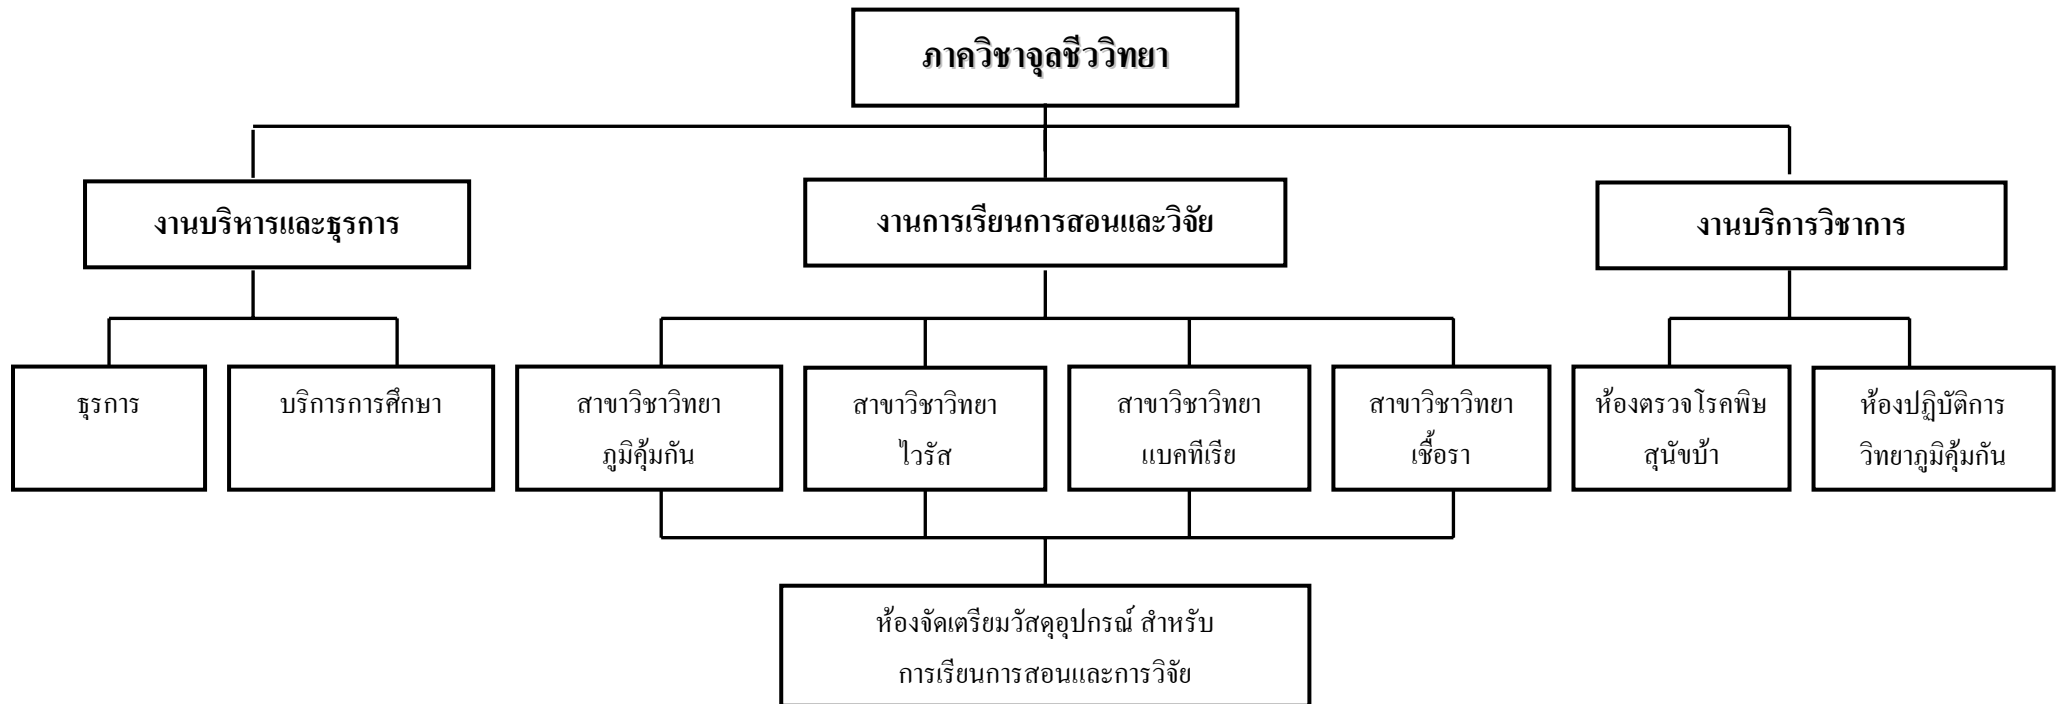 ภาควิชาจุลชีววิทยา
งานบริหารและธุรการ
งานการเรียนการสอนและวิจัย
งานบริการวิชาการ
ธุรการ
บริการการศึกษา
สาขาวิชาวิทยา
ภูมิคุ้มกัน
สาขาวิชาวิทยา
ไวรัส
สาขาวิชาวิทยา
แบคทีเรีย
สาขาวิชาวิทยา
เชื้อรา
ห้องตรวจโรคพิษ
สุนัขบ้า
ห้องปฏิบัติการ
วิทยาภูมิคุ้มกัน
ห้องจัดเตรียมวัสดุอุปกรณ์ สำหรับ
การเรียนการสอนและการวิจัย